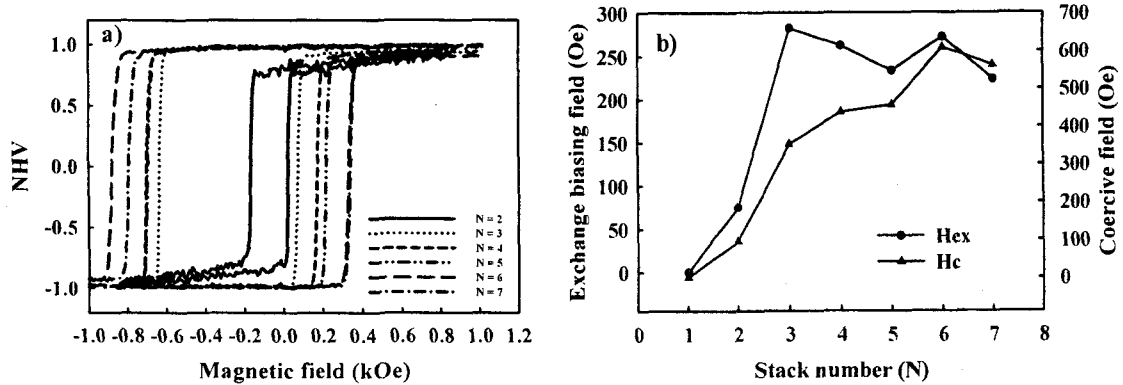 a)
1.0
0.5
0.0
-0.5
-1.0
NHV
N = 2
N = 3
N = 4
N = 5
N = 6
N = 7
-1.0 -0.8 -0.6 -0.4 -0.2 0.0 0.2 0.4 0.6 0.8 1.0 1.2
Magnetic field (kOe)
b)
300
250
200
150
100
50
0
Exchange biasing field (Oe)
700
600
500
400
300
200
100
0
Coercive field (Oe)
Hex
Hc
0 1 2 3 4 5 6 7 8
Stack number (N)